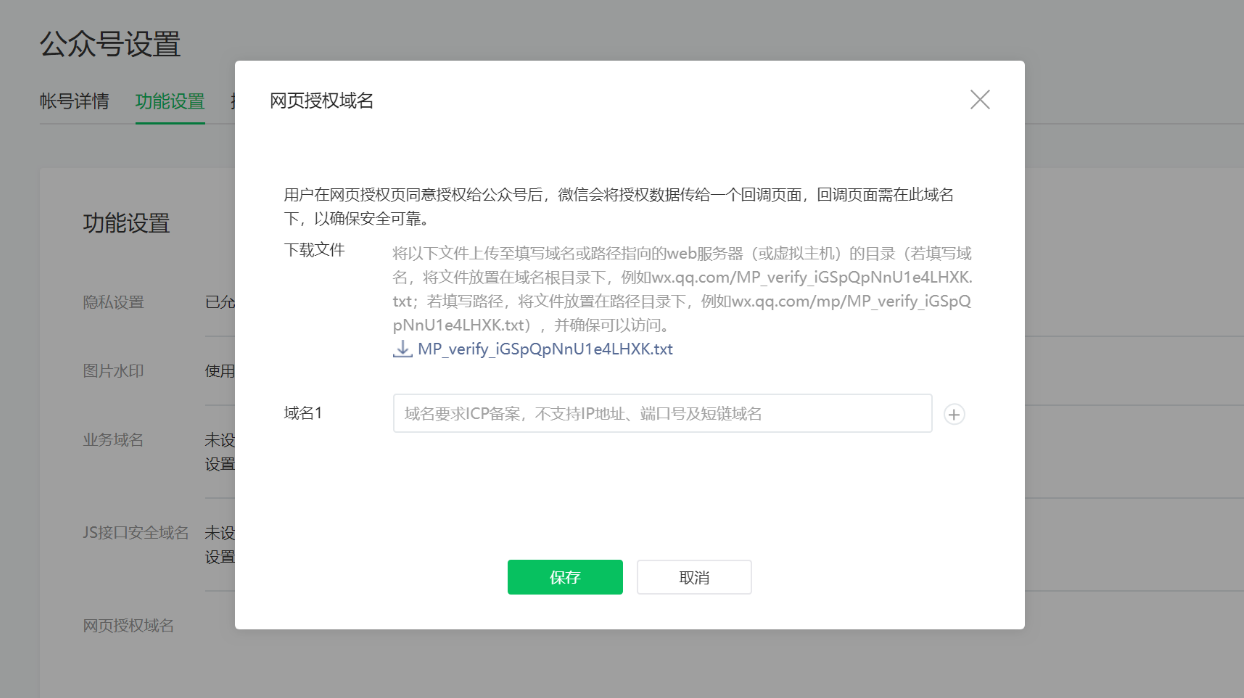 公众号设置
帐号详情 功能设置
网页授权域名
用户在网页授权页同意授权给公众号后，微信会将授权数据传给一个回调页面，回调页面需在此域名
下，以确保安全可靠。
功能设置
下载文件
将以下文件上传至填写域名或路径指向的web服务器（或虚拟主机）的目录（若填写域
名，将文件放置在域名根目录下，例如wx.qq.com/MP_verify_iGSpQpNnU1e4LHXK.
txt；若填写路径，将文件放置在路径目录下，例如wx.qq.com/mp/MP_verify_iGSpQ
pNnU1e4LHXK.txt），并确保可以访问。
MP_verify_iGSpQpNnU1e4LHXK.txt
隐私设置 已允
图片水印 使用
域名1 域名要求ICP备案，不支持IP地址、端口号及短链域名
业务域名 未设
设置
JS接口安全域名 未设
设置
保存 取消
网页授权域名